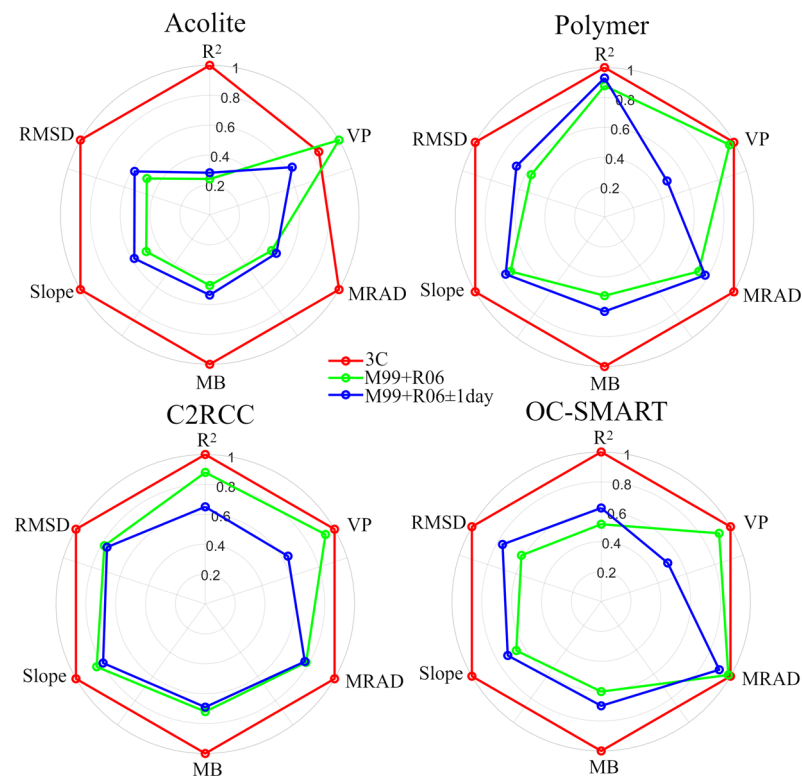 Acolite
R²
1
0.8
0.6
0.4
0.2
RMSD
VP
Slope
MRAD
MB
Polymer
R²
1
0.8
0.6
0.4
0.2
RMSD
VP
Slope
MRAD
MB
3C
M99+R06
M99+R06±1day
C2RCC
R²
1
0.8
0.6
0.4
0.2
RMSD
VP
Slope
MRAD
MB
OC-SMART
R²
1
0.8
0.6
0.4
0.2
RMSD
VP
Slope
MRAD
MB